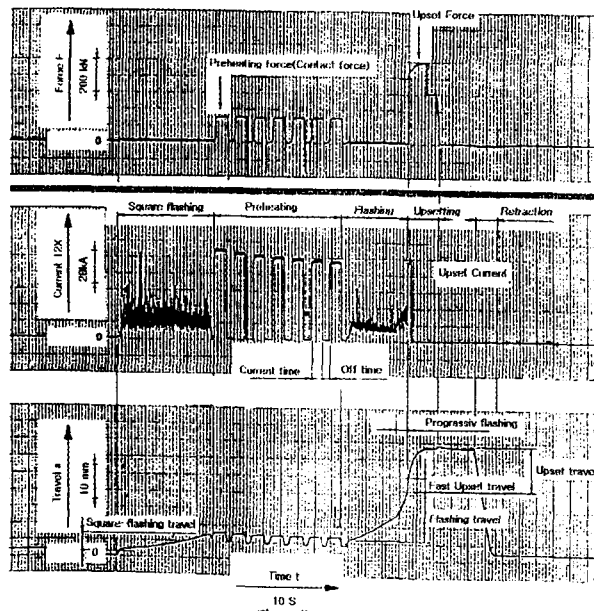 Force F
200 kN
0
Preheating force(Contact force)
Upset Force
Current I2X
20kA
0
Square flashing
Preheating
Flashing
Upsetting
Retraction
Upset Current
Current time
Off time
Travel a
10 mm
0
Square flashing travel
Progressiv flashing
Upset travel
Fast Upset travel
Flashing travel
Time t
10 S